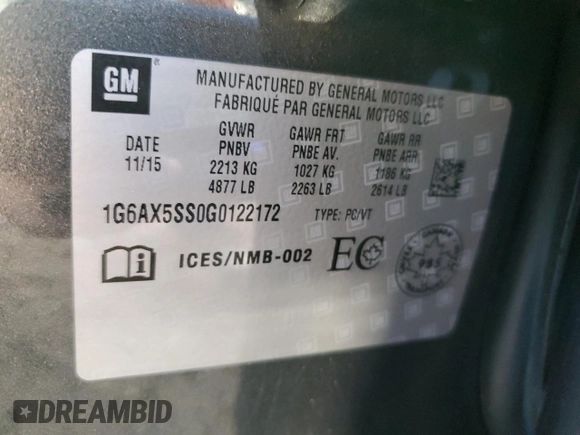 GM
MANUFACTURED BY GENERAL MOTORS LLC
FABRIQUÉ PAR GENERAL MOTORS LLC
DATE GVWR GAWR FRT GAWR RR
11/15 PNBV PNBE AV. PNBE ARR
2213 KG 1027 KG 1186 KG
4877 LB 2263 LB 2614 LB
1G6AX5SS0G0122172 TYPE: PC/VT
i ICES/NMB-002 EC
CANADA
PBS
DREAMBID